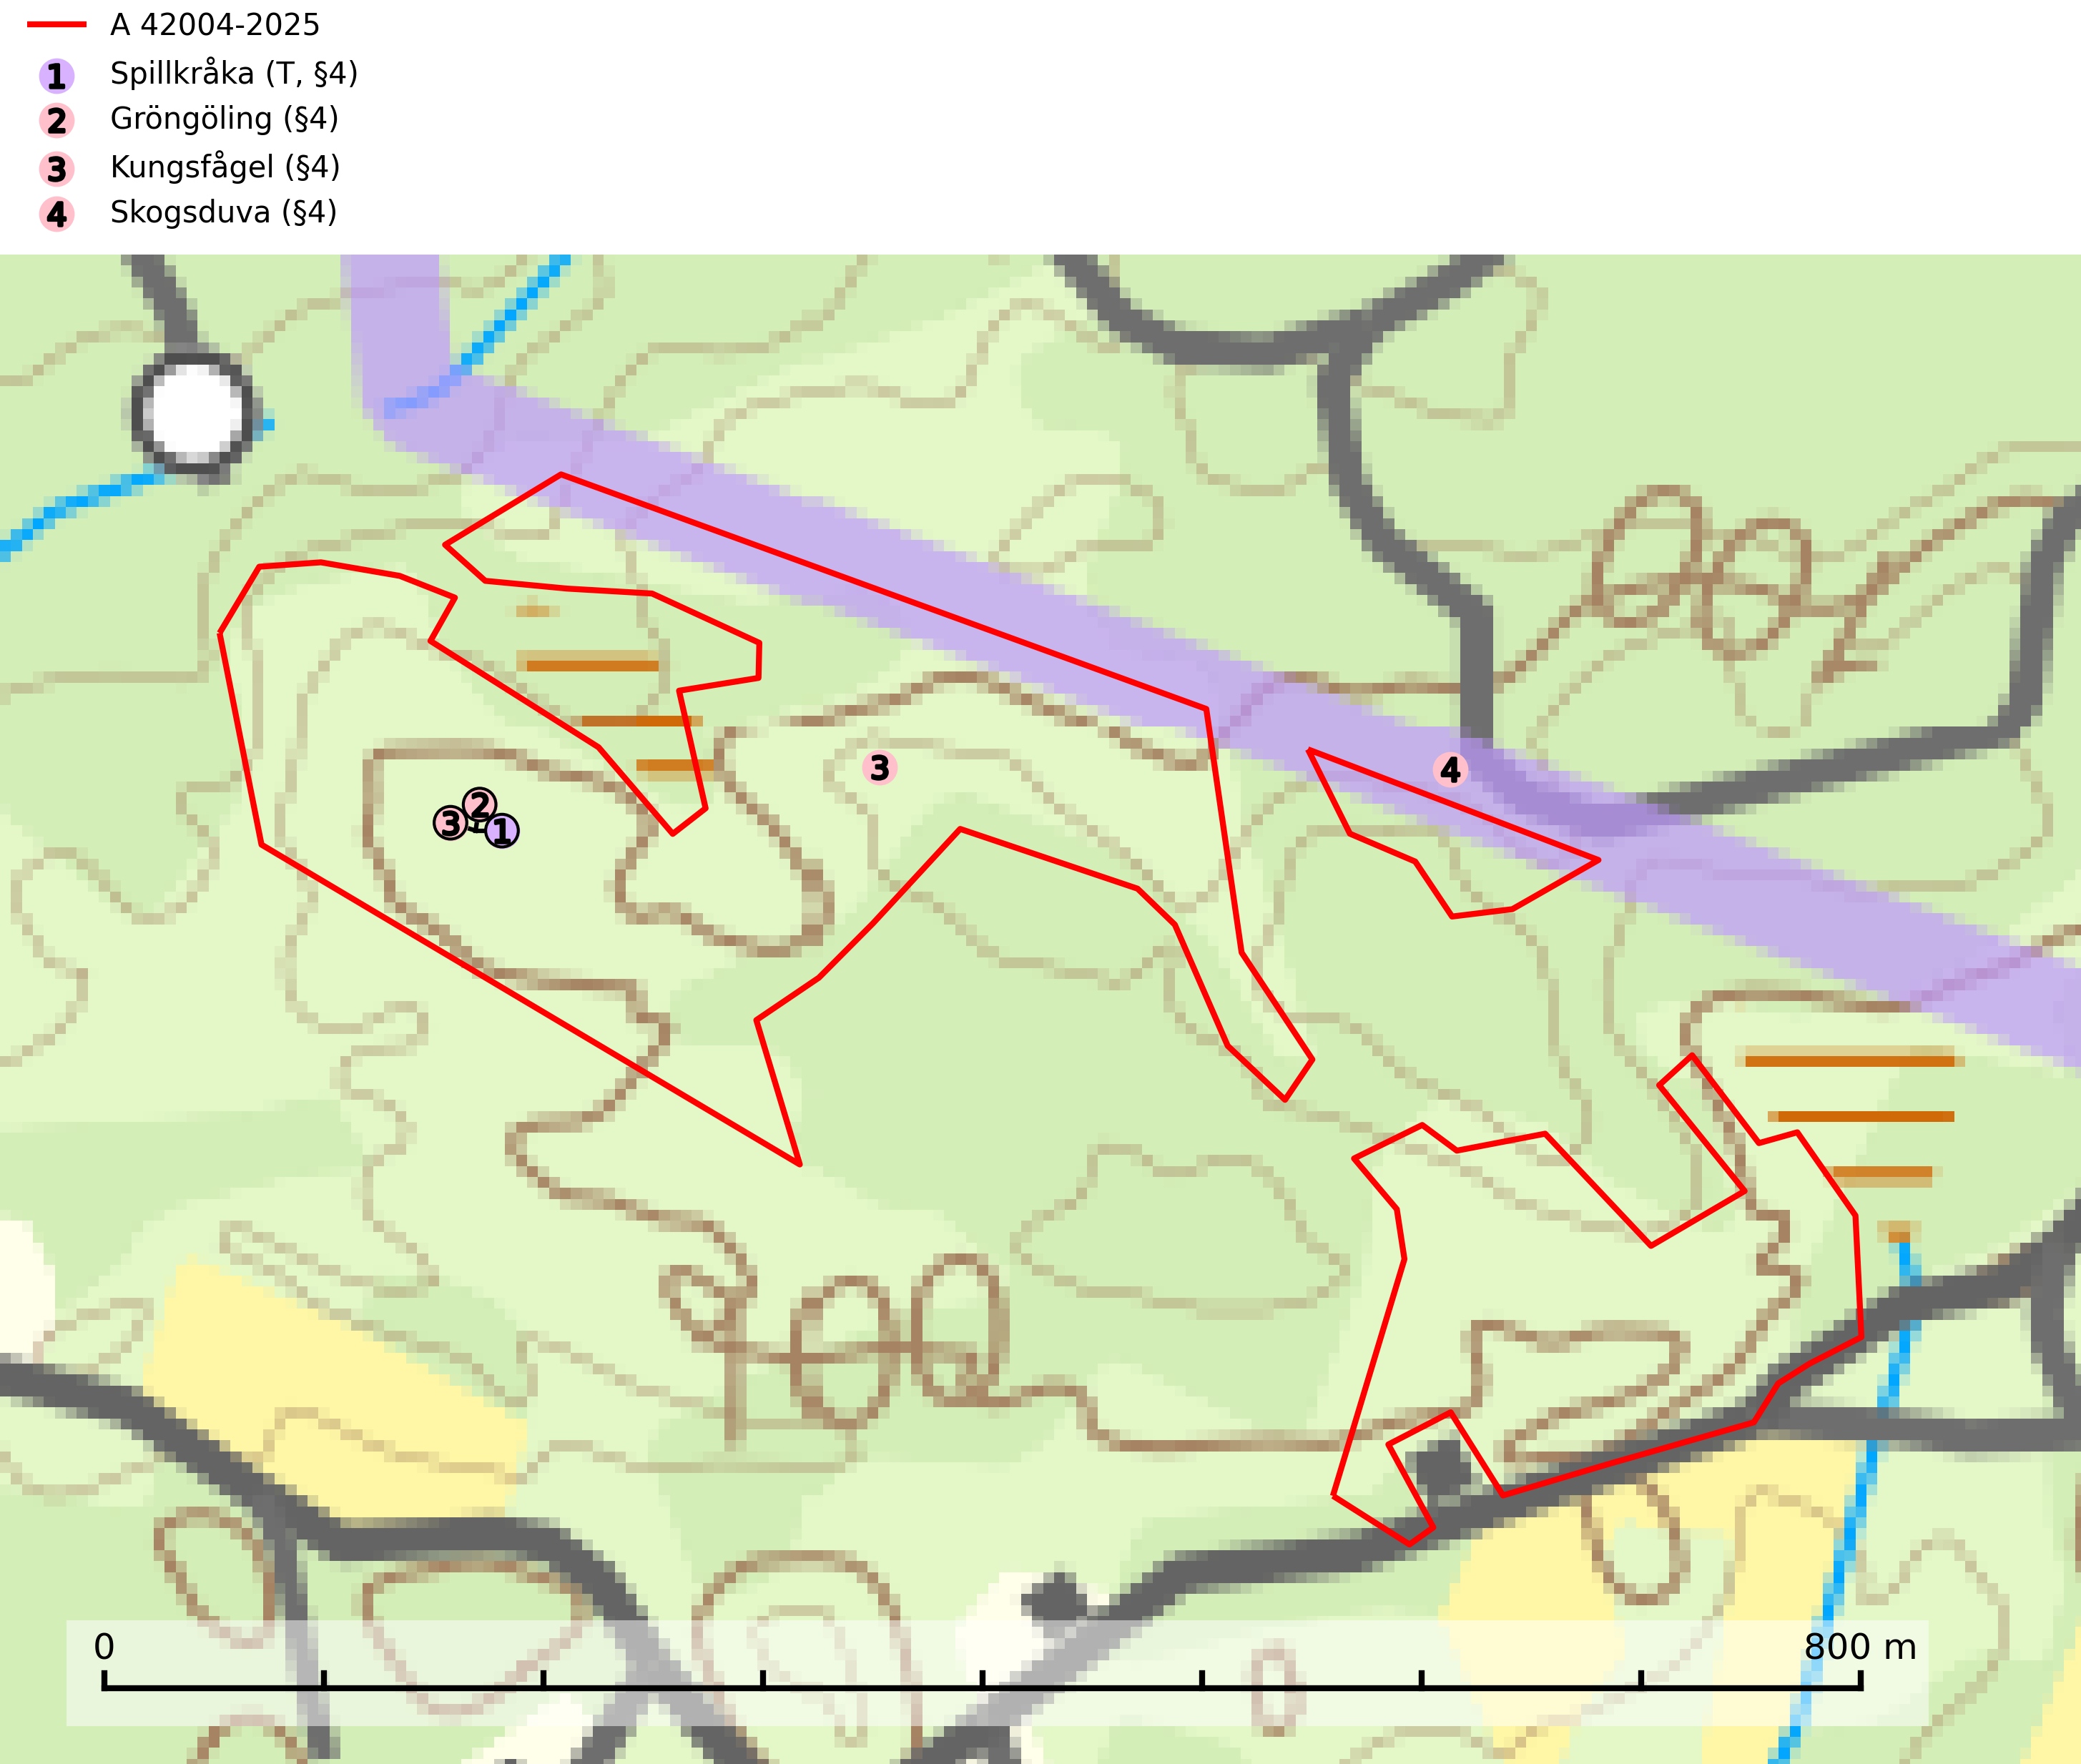 A 42004-2025
1 Spillkråka (T, §4)
2 Gröngöling (§4)
3 Kungsfågel (§4)
4 Skogsduva (§4)
3
4
2
3
1
0
800 m